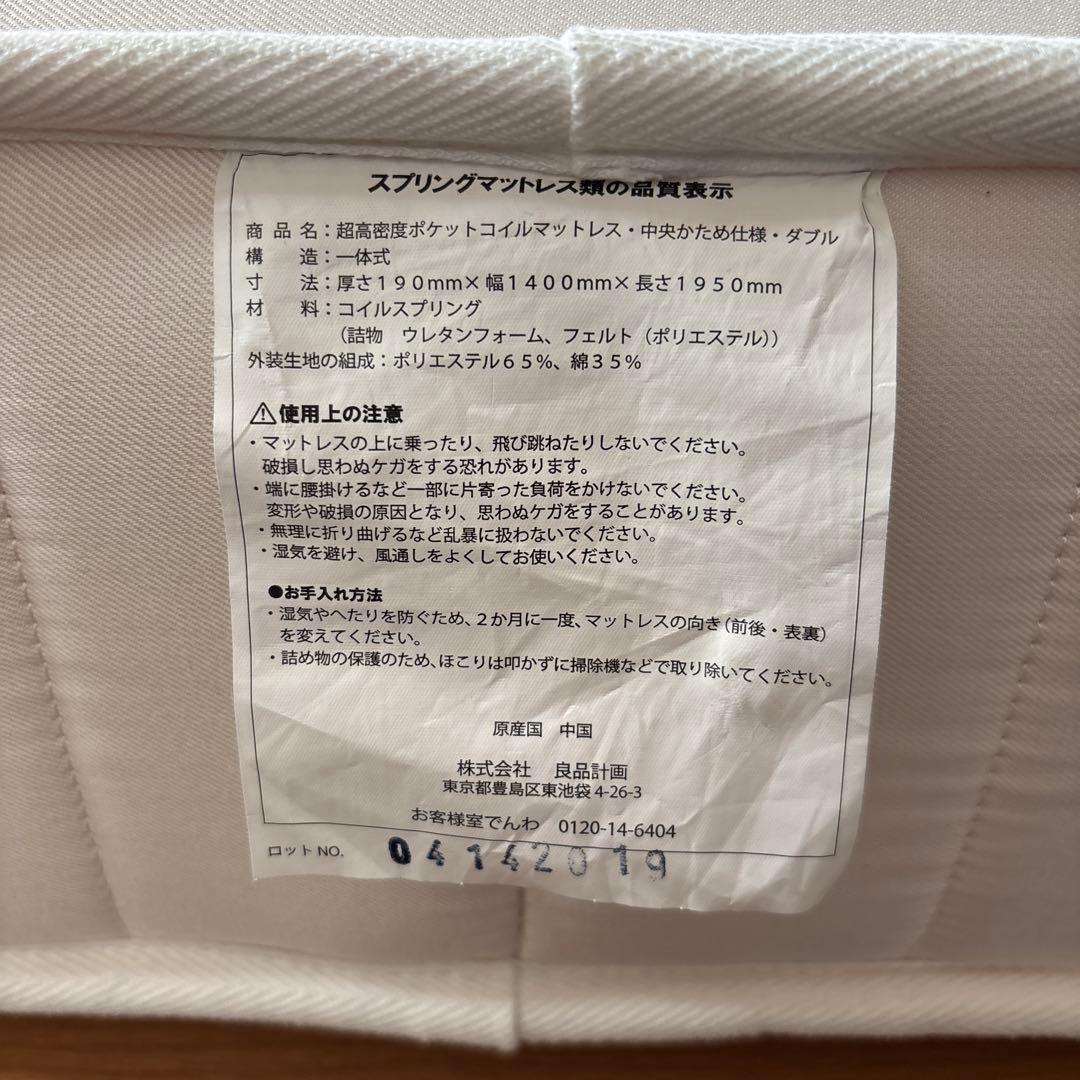 スプリングマットレス類の品質表示
商 品 名：超高密度ポケットコイルマットレス・中央かため仕様・ダブル
構　　造：一体式
寸　　法：厚さ１９０mm×幅１４００mm×長さ１９５０mm
材　　料：コイルスプリング
（詰物　ウレタンフォーム、フェルト（ポリエステル））
外装生地の組成：ポリエステル６５％、綿３５％
⚠使用上の注意
・マットレスの上に乗ったり、飛び跳ねたりしないでください。
破損し思わぬケガをする恐れがあります。
・端に腰掛けるなど一部に片寄った負荷をかけないでください。
変形や破損の原因となり、思わぬケガをすることがあります。
・無理に折り曲げるなど乱暴に扱わないでください。
・湿気を避け、風通しをよくしてお使いください。
●お手入れ方法
・湿気やへたりを防ぐため、２か月に一度、マットレスの向き（前後・表裏）
を変えてください。
・詰め物の保護のため、ほこりは叩かずに掃除機などで取り除いてください。
原産国　中国
株式会社　良品計画
東京都豊島区東池袋 4-26-3
お客様室でんわ　0120-14-6404
ロット NO.　04142019